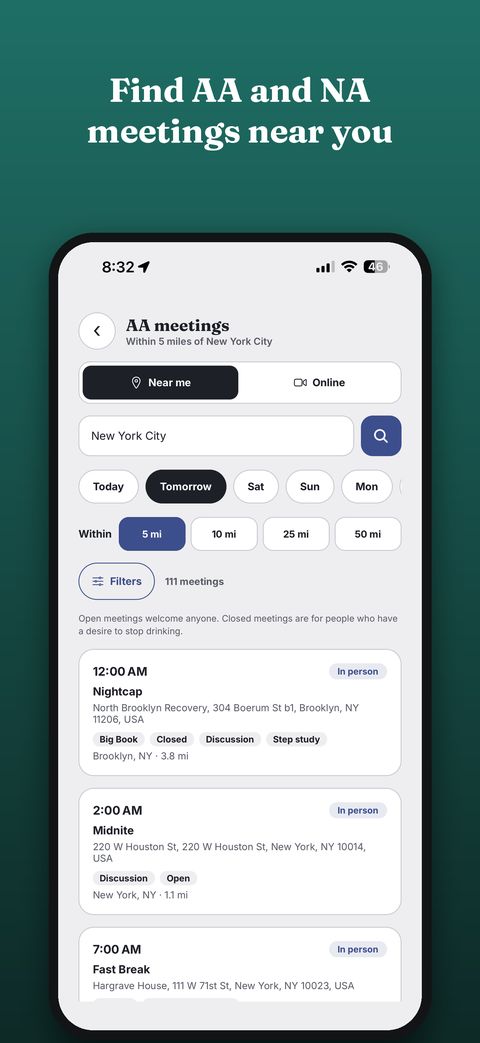 Find AA and NA
meetings near you
8:32
46
AA meetings
Within 5 miles of New York City
Near me
Online
New York City
Today
Tomorrow
Sat
Sun
Mon
Within
5 mi
10 mi
25 mi
50 mi
Filters
111 meetings
Open meetings welcome anyone. Closed meetings are for people who have
a desire to stop drinking.
12:00 AM
In person
Nightcap
North Brooklyn Recovery, 304 Boerum St b1, Brooklyn, NY
11206, USA
Big Book
Closed
Discussion
Step study
Brooklyn, NY · 3.8 mi
2:00 AM
In person
Midnite
220 W Houston St, 220 W Houston St, New York, NY 10014,
USA
Discussion
Open
New York, NY · 1.1 mi
7:00 AM
In person
Fast Break
Hargrave House, 111 W 71st St, New York, NY 10023, USA